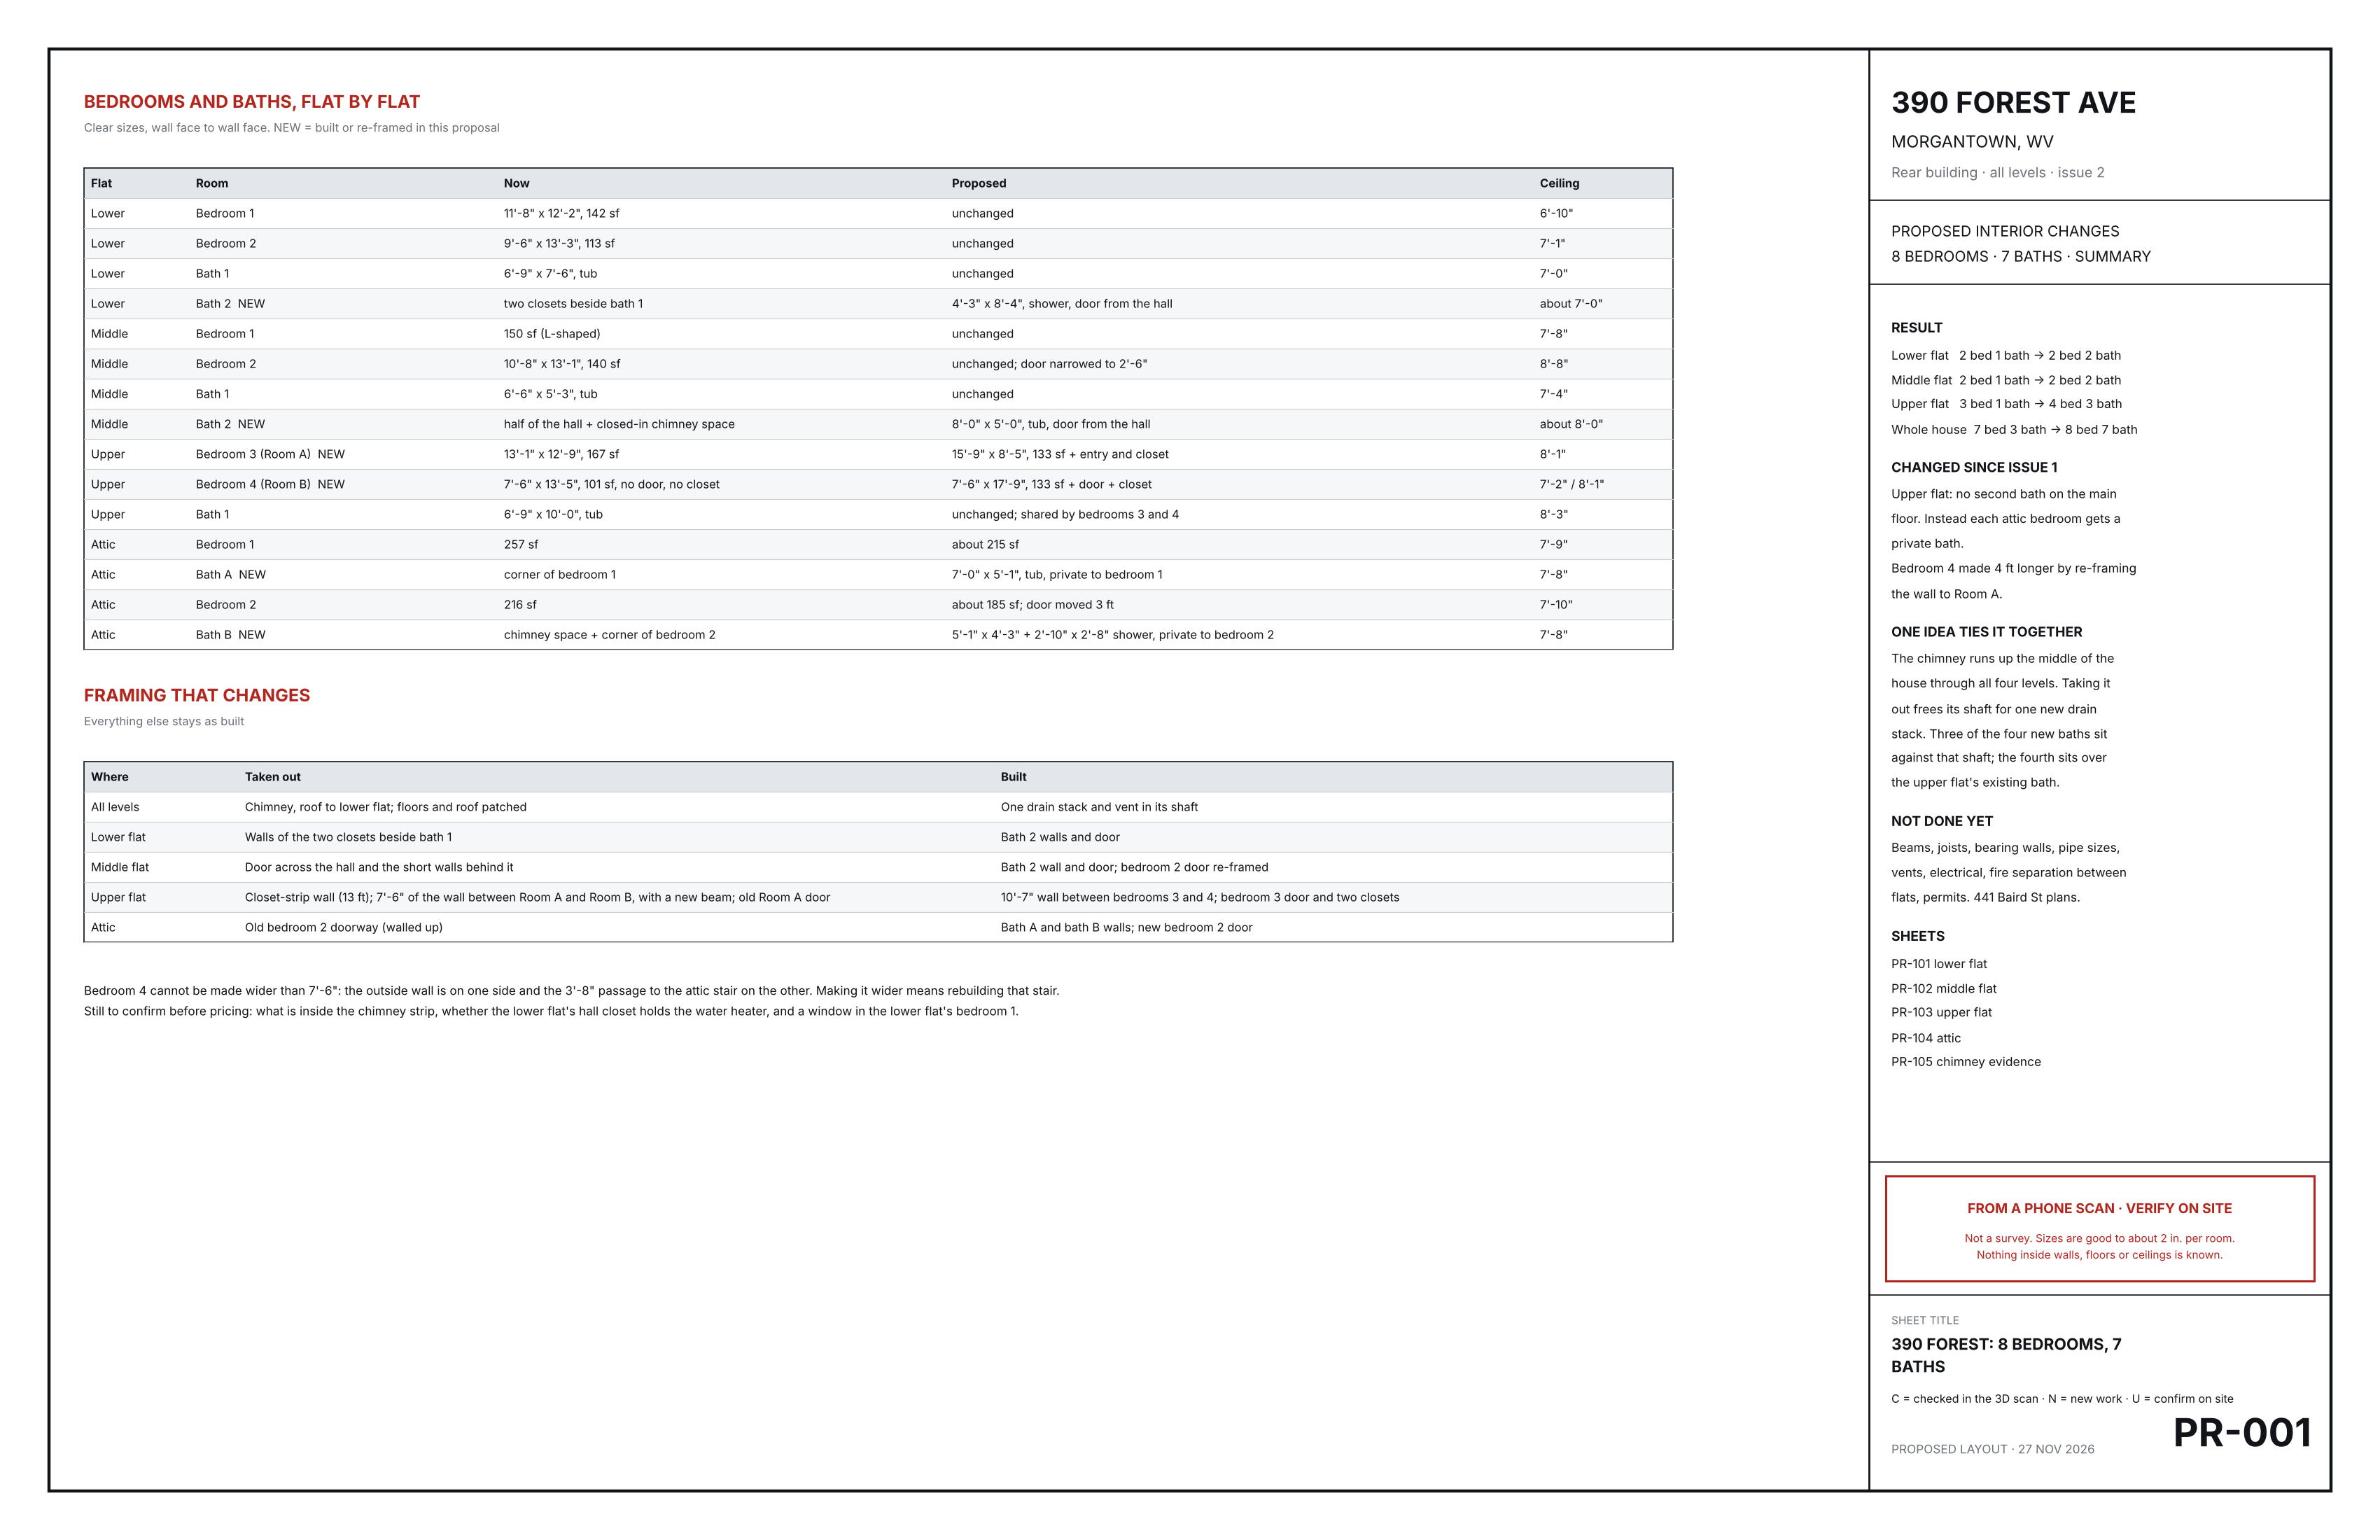 BEDROOMS AND BATHS, FLAT BY FLAT
Clear sizes, wall face to wall face. NEW = built or re-framed in this proposal
Flat Room Now Proposed Ceiling
Lower Bedroom 1 11'-8" x 12'-2", 142 sf unchanged 6'-10"
Lower Bedroom 2 9'-6" x 13'-3", 113 sf unchanged 7'-1"
Lower Bath 1 6'-9" x 7'-6", tub unchanged 7'-0"
Lower Bath 2 NEW two closets beside bath 1 4'-3" x 8'-4", shower, door from the hall about 7'-0"
Middle Bedroom 1 150 sf (L-shaped) unchanged 7'-8"
Middle Bedroom 2 10'-8" x 13'-1", 140 sf unchanged; door narrowed to 2'-6" 8'-8"
Middle Bath 1 6'-6" x 5'-3", tub unchanged 7'-4"
Middle Bath 2 NEW half of the hall + closed-in chimney space 8'-0" x 5'-0", tub, door from the hall about 8'-0"
Upper Bedroom 3 (Room A) NEW 13'-1" x 12'-9", 167 sf 15'-9" x 8'-5", 133 sf + entry and closet 8'-1"
Upper Bedroom 4 (Room B) NEW 7'-6" x 13'-5", 101 sf, no door, no closet 7'-6" x 17'-9", 133 sf + door + closet 7'-2" / 8'-1"
Upper Bath 1 6'-9" x 10'-0", tub unchanged; shared by bedrooms 3 and 4 8'-3"
Attic Bedroom 1 257 sf about 215 sf 7'-9"
Attic Bath A NEW corner of bedroom 1 7'-0" x 5'-1", tub, private to bedroom 1 7'-8"
Attic Bedroom 2 216 sf about 185 sf; door moved 3 ft 7'-10"
Attic Bath B NEW chimney space + corner of bedroom 2 5'-1" x 4'-3" + 2'-10" x 2'-8" shower, private to bedroom 2 7'-8"
FRAMING THAT CHANGES
Everything else stays as built
Where Taken out Built
All levels Chimney, roof to lower flat; floors and roof patched One drain stack and vent in its shaft
Lower flat Walls of the two closets beside bath 1 Bath 2 walls and door
Middle flat Door across the hall and the short walls behind it Bath 2 wall and door; bedroom 2 door re-framed
Upper flat Closet-strip wall (13 ft); 7'-6" of the wall between Room A and Room B, with a new beam; old Room A door 10'-7" wall between bedrooms 3 and 4; bedroom 3 door and two closets
Attic Old bedroom 2 doorway (walled up) Bath A and bath B walls; new bedroom 2 door
Bedroom 4 cannot be made wider than 7'-6": the outside wall is on one side and the 3'-8" passage to the attic stair on the other. Making it wider means rebuilding that stair.
Still to confirm before pricing: what is inside the chimney strip, whether the lower flat's hall closet holds the water heater, and a window in the lower flat's bedroom 1.
390 FOREST AVE
MORGANTOWN, WV
Rear building · all levels · issue 2
PROPOSED INTERIOR CHANGES
8 BEDROOMS · 7 BATHS · SUMMARY
RESULT
Lower flat 2 bed 1 bath → 2 bed 2 bath
Middle flat 2 bed 1 bath → 2 bed 2 bath
Upper flat 3 bed 1 bath → 4 bed 3 bath
Whole house 7 bed 3 bath → 8 bed 7 bath
CHANGED SINCE ISSUE 1
Upper flat: no second bath on the main
floor. Instead each attic bedroom gets a
private bath.
Bedroom 4 made 4 ft longer by re-framing
the wall to Room A.
ONE IDEA TIES IT TOGETHER
The chimney runs up the middle of the
house through all four levels. Taking it
out frees its shaft for one new drain
stack. Three of the four new baths sit
against that shaft; the fourth sits over
the upper flat's existing bath.
NOT DONE YET
Beams, joists, bearing walls, pipe sizes,
vents, electrical, fire separation between
flats, permits. 441 Baird St plans.
SHEETS
PR-101 lower flat
PR-102 middle flat
PR-103 upper flat
PR-104 attic
PR-105 chimney evidence
FROM A PHONE SCAN · VERIFY ON SITE
Not a survey. Sizes are good to about 2 in. per room.
Nothing inside walls, floors or ceilings is known.
SHEET TITLE
390 FOREST: 8 BEDROOMS, 7
BATHS
C = checked in the 3D scan · N = new work · U = confirm on site
PROPOSED LAYOUT · 27 NOV 2026
PR-001